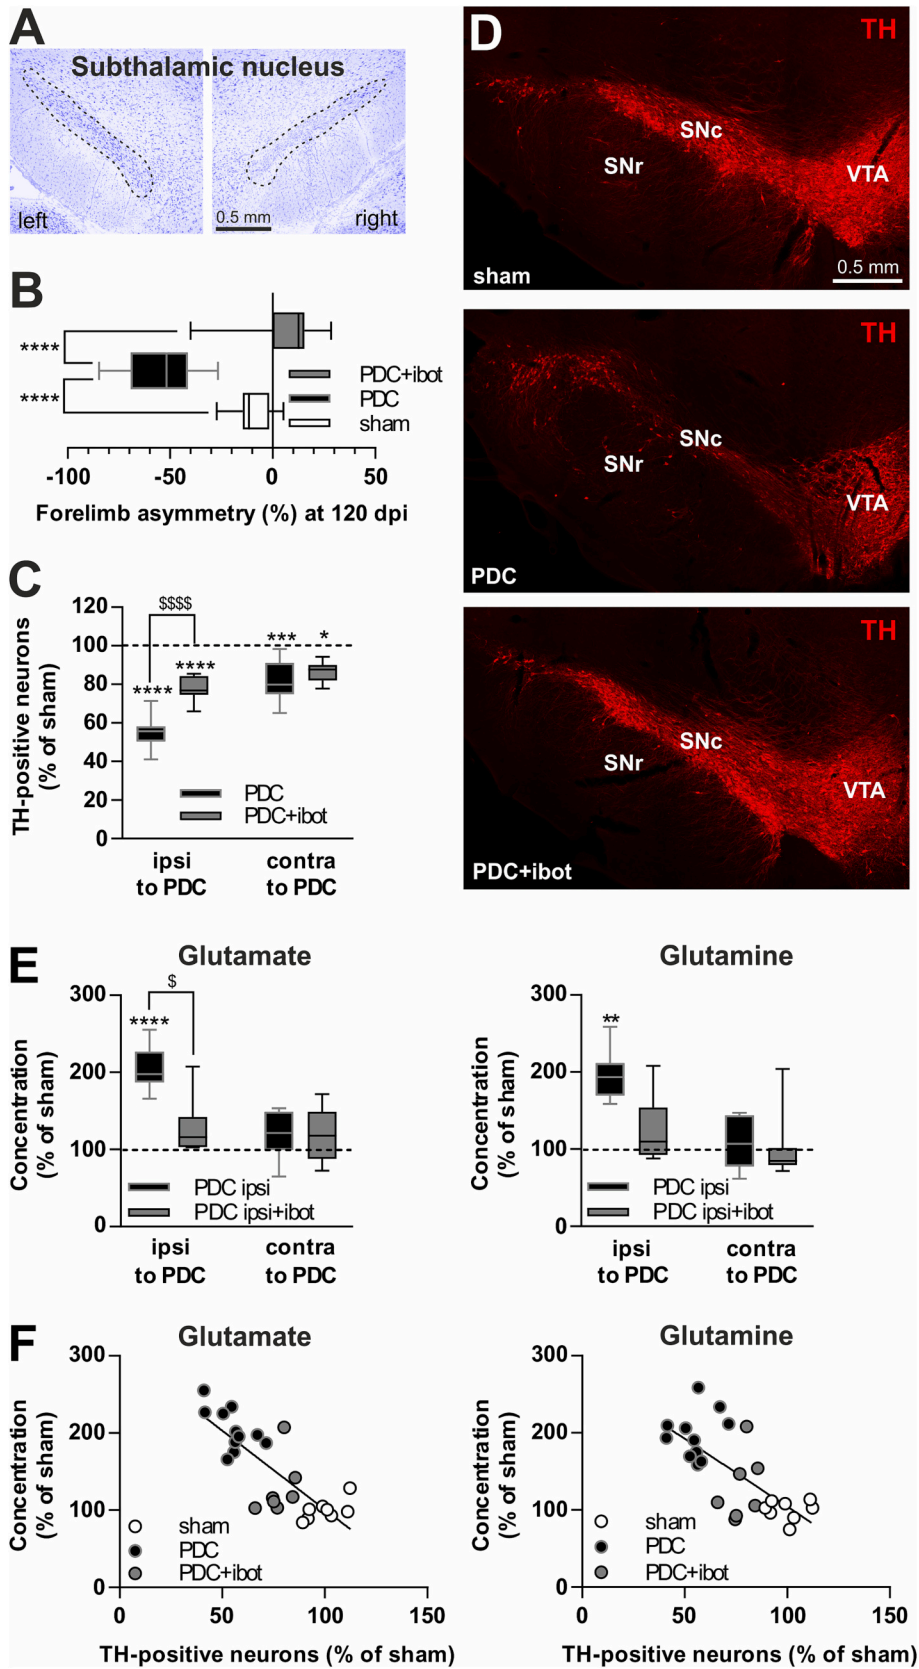 A
Subthalamic nucleus
left
0.5 mm
right
B
****
****
PDC+ibot
PDC
sham
-100
-50
0
50
Forelimb asymmetry (%) at 120 dpi
C
TH-positive neurons
(% of sham)
120
100
80
60
40
20
0
$$$$
****
****
***
*
PDC
PDC+ibot
ipsi
to PDC
contra
to PDC
D
TH
SNc
SNr
VTA
0.5 mm
sham
TH
SNc
SNr
VTA
PDC
TH
SNc
SNr
VTA
PDC+ibot
E
Glutamate
Concentration
(% of sham)
300
200
100
0
$
****
PDC ipsi
PDC ipsi+ibot
ipsi
to PDC
contra
to PDC
Glutamine
Concentration
(% of sham)
300
200
100
0
**
PDC ipsi
PDC ipsi+ibot
ipsi
to PDC
contra
to PDC
F
Glutamate
Concentration
(% of sham)
300
200
100
0
sham
PDC
PDC+ibot
0
50
100
150
TH-positive neurons (% of sham)
Glutamine
Concentration
(% of sham)
300
200
100
0
sham
PDC
PDC+ibot
0
50
100
150
TH-positive neurons (% of sham)